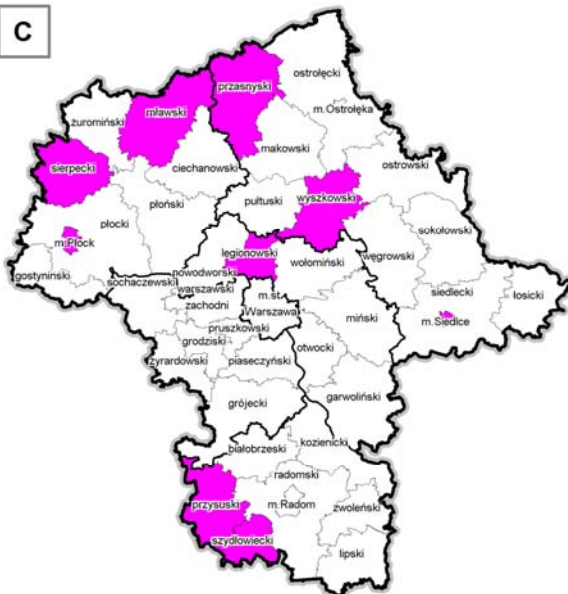 C
ostrołęcki
przasnyski
m.Ostrołęka
mławski
żuromiński
makowski
ciechanowski
ostrowski
sierpecki
pułtuski
wyszkowski
płoński
płocki
sokołowski
m.Płock
legionowski
wołomiński
węgrowski
nowodworski
gostyniński
sochaczewski
warszawski
zachodni
m.st.
Warszawa
siedlecki
łosicki
miński
m.Siedlce
pruszkowski
grodziski
otwocki
żyrardowski
piaseczyński
garwoliński
grójecki
kozienicki
białobrzeski
radomski
przysuski
m.Radom
zwoleński
szydłowiecki
lipski